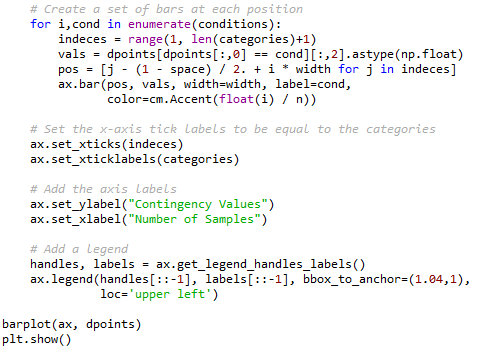 # Create a set of bars at each position
for i,cond in enumerate(conditions):
indeces = range(1, len(categories)+1)
vals = dpoints[dpoints[:,0] == cond][:,2].astype(np.float)
pos = [j - (1 - space) / 2. + i * width for j in indeces]
ax.bar(pos, vals, width=width, label=cond,
color=cm.Accent(float(i) / n))
# Set the x-axis tick labels to be equal to the categories
ax.set_xticks(indeces)
ax.set_xticklabels(categories)
# Add the axis labels
ax.set_ylabel("Contingency Values")
ax.set_xlabel("Number of Samples")
# Add a legend
handles, labels = ax.get_legend_handles_labels()
ax.legend(handles[::-1], labels[::-1], bbox_to_anchor=(1.04,1),
loc='upper left')
barplot(ax, dpoints)
plt.show()